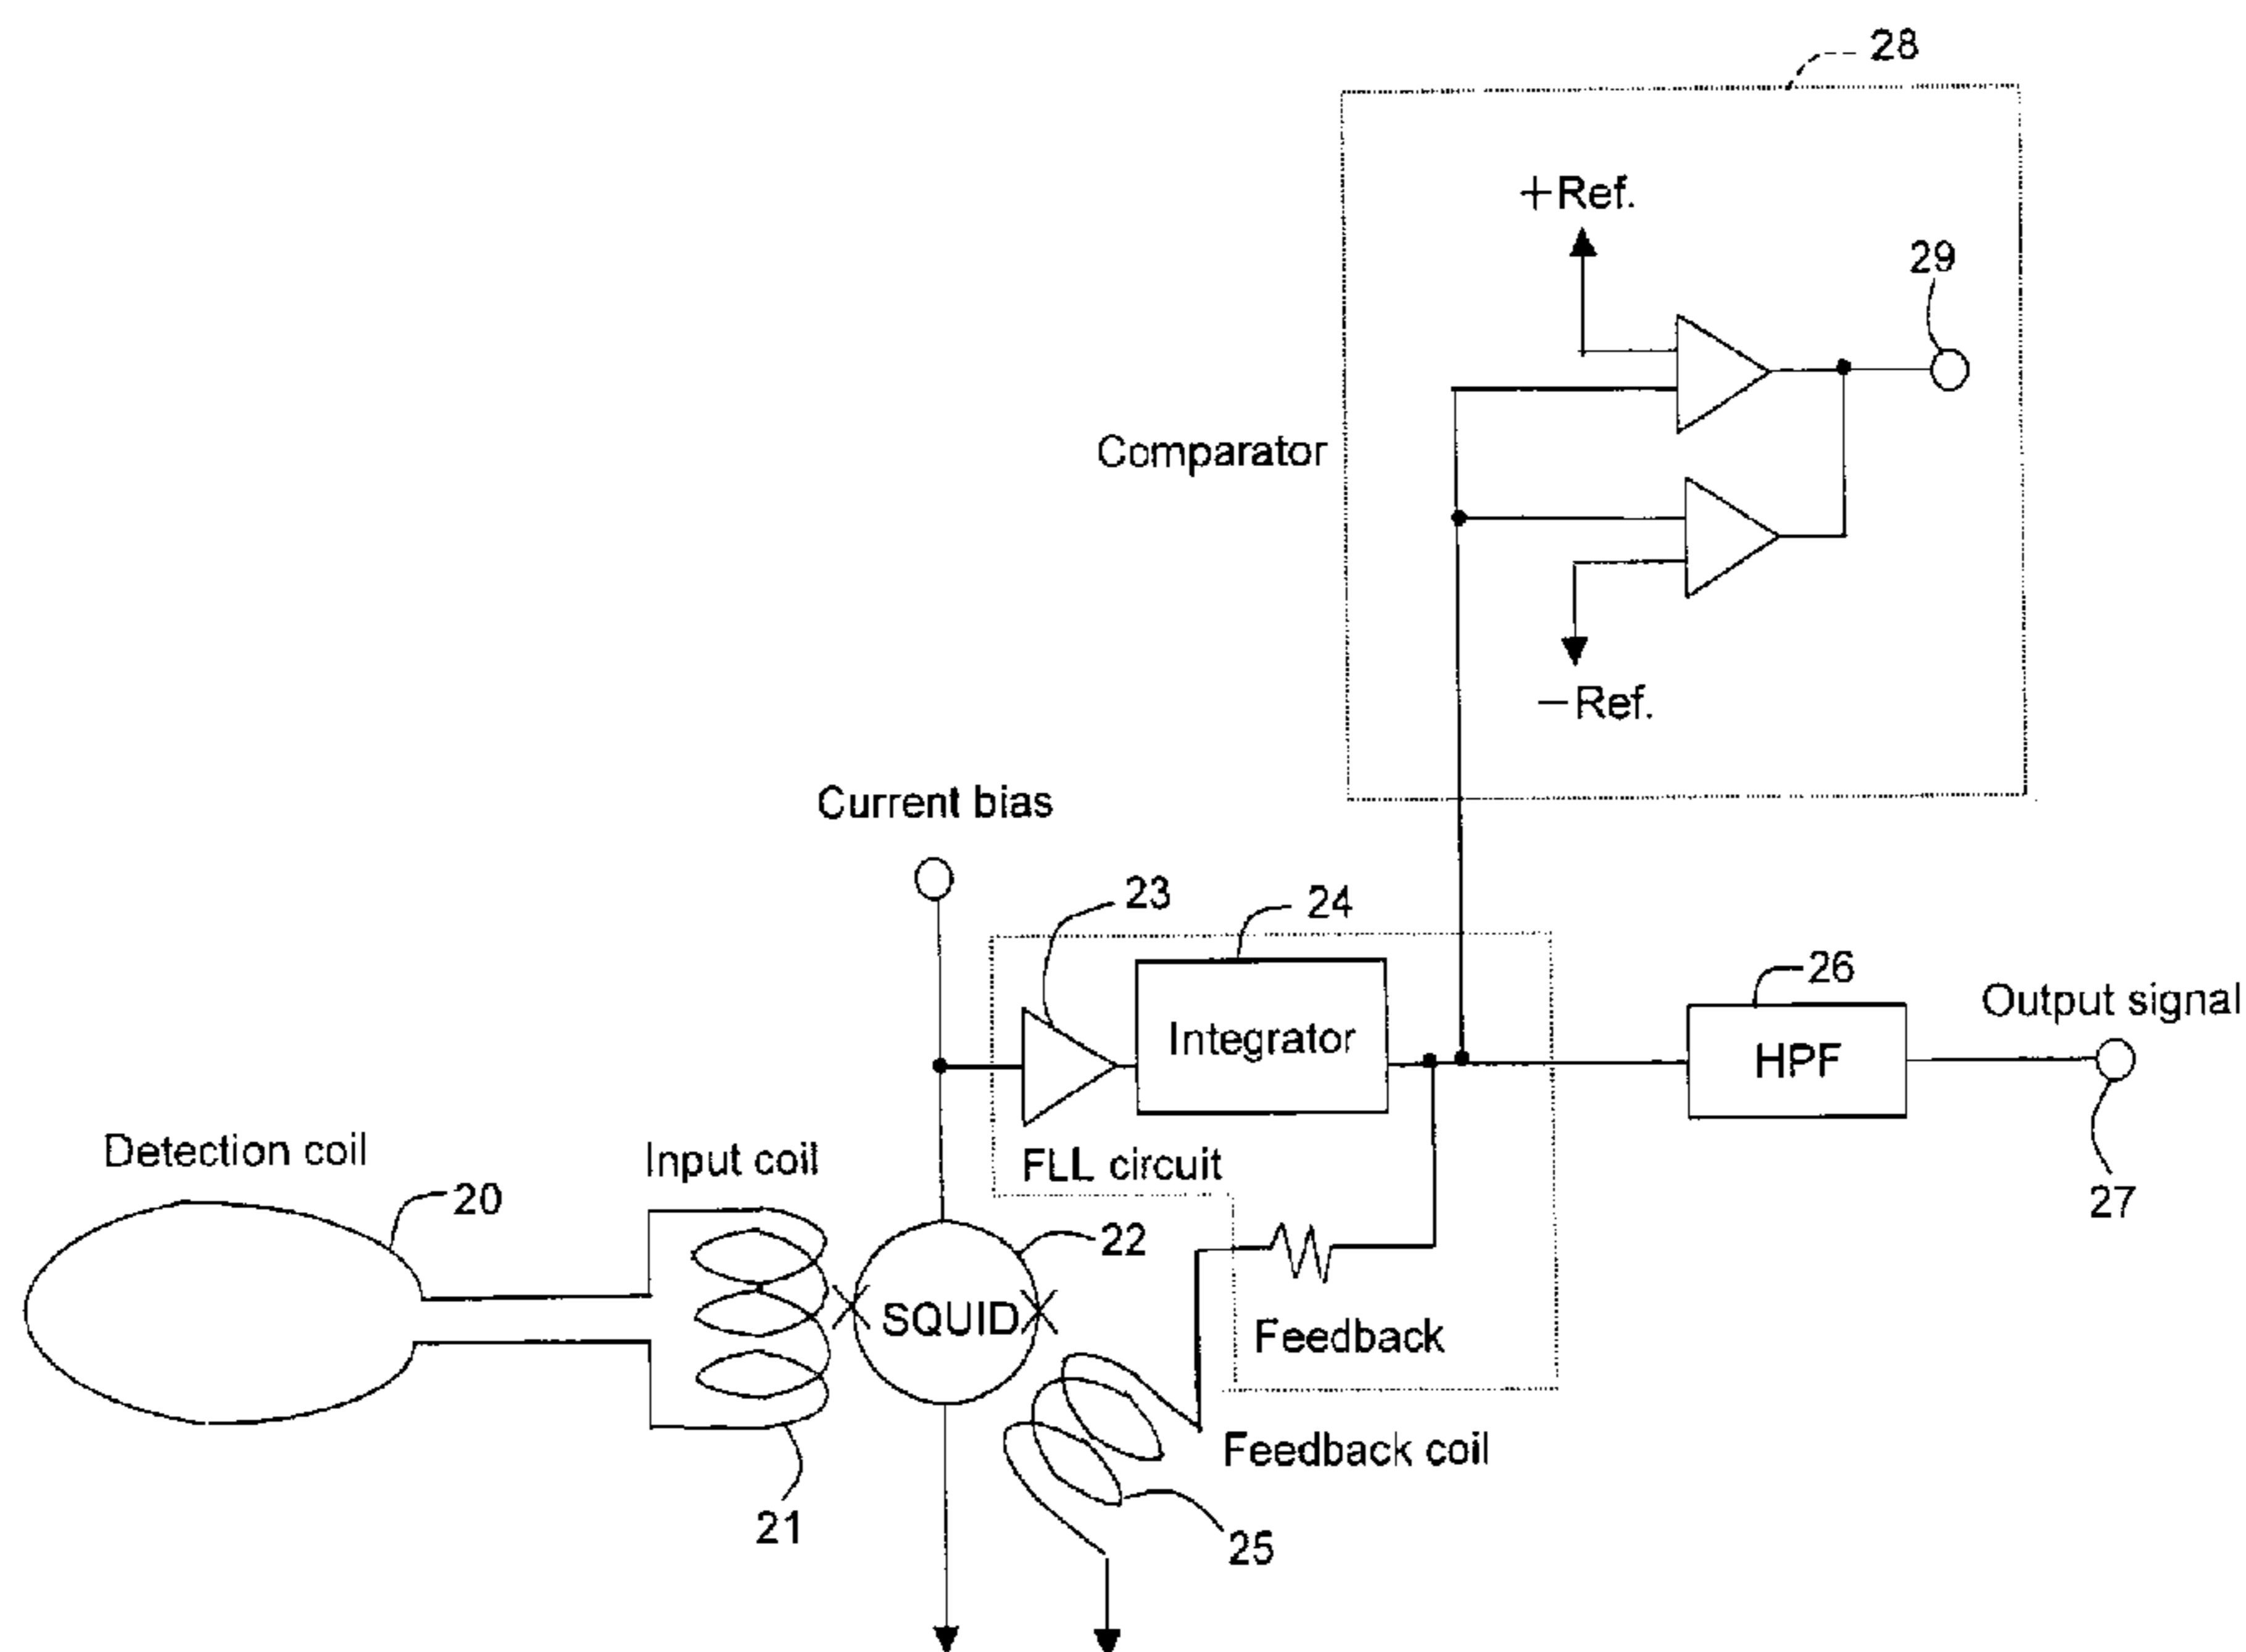 28
+Ref.
29
Comparator
−Ref.
Current bias
23
24
26
Integrator
Output signal
HPF
Detection coil
20
Input coil
FLL circuit
22
27
SQUID
Feedback
Feedback coil
21
25